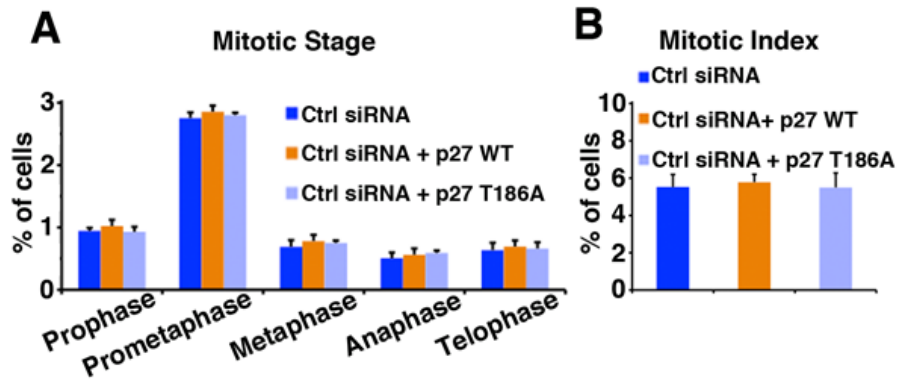 A
Mitotic Stage
% of cells
3
2
1
0
Ctrl siRNA
Ctrl siRNA + p27 WT
Ctrl siRNA + p27 T186A
Prophase
Prometaphase
Metaphase
Anaphase
Telophase
B
Mitotic Index
Ctrl siRNA
Ctrl siRNA+ p27 WT
Ctrl siRNA + p27 T186A
% of cells
10
8
6
4
2
0